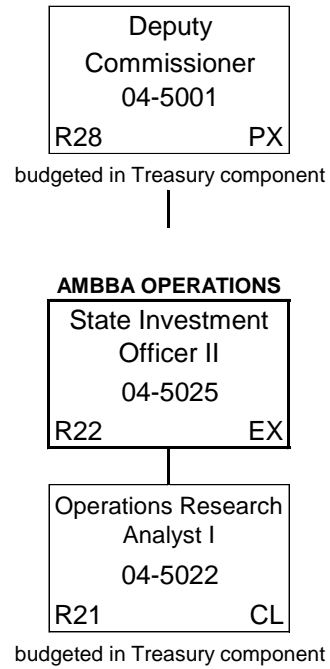 Deputy
Commissioner
04-5001
R28 PX
budgeted in Treasury component
AMBBA OPERATIONS
State Investment
Officer II
04-5025
R22 EX
Operations Research
Analyst I
04-5022
R21 CL
budgeted in Treasury component